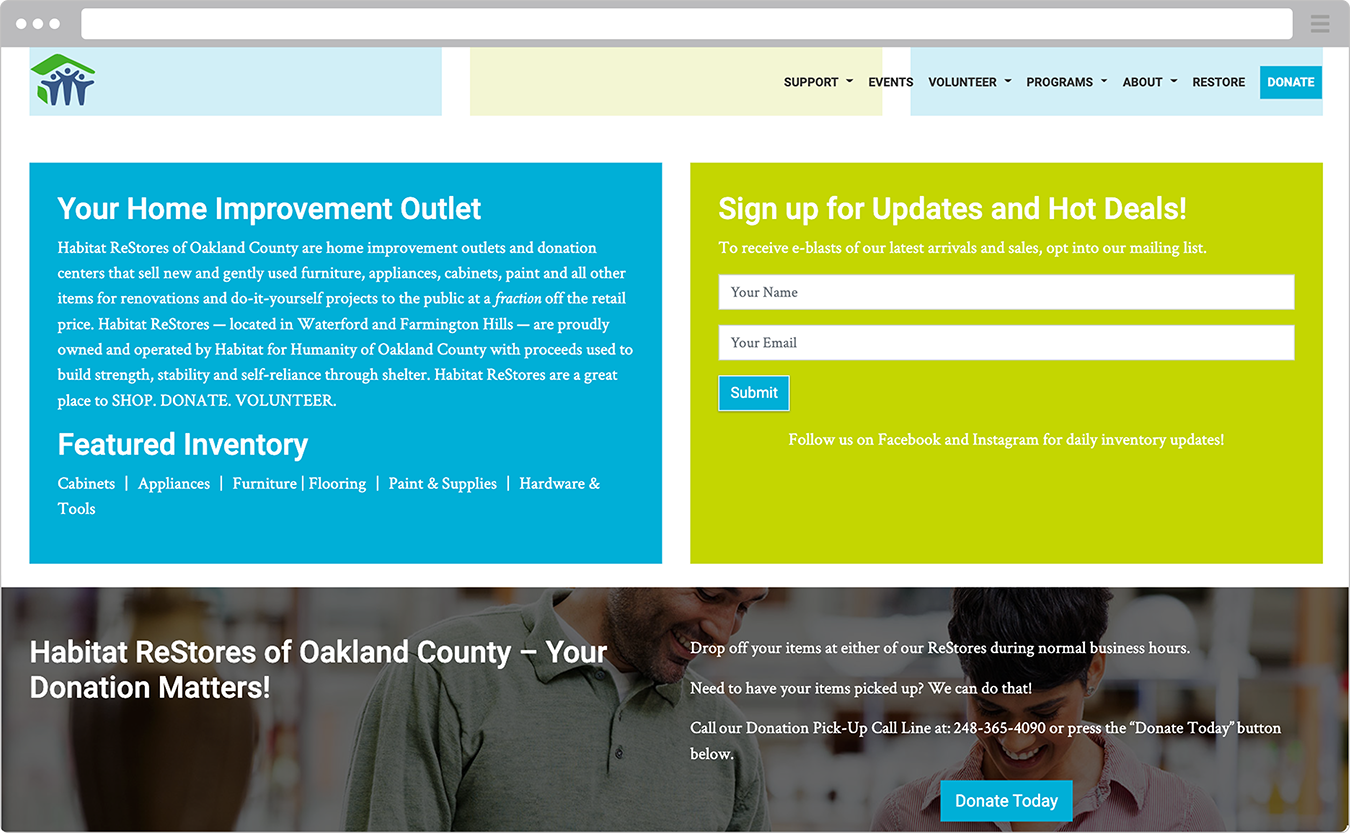 SUPPORT EVENTS VOLUNTEER PROGRAMS ABOUT RESTORE DONATE
Your Home Improvement Outlet
Habitat ReStores of Oakland County are home improvement outlets and donation
centers that sell new and gently used furniture, appliances, cabinets, paint and all other
items for renovations and do-it-yourself projects to the public at a fraction off the retail
price. Habitat ReStores — located in Waterford and Farmington Hills — are proudly
owned and operated by Habitat for Humanity of Oakland County with proceeds used to
build strength, stability and self-reliance through shelter. Habitat ReStores are a great
place to SHOP. DONATE. VOLUNTEER.
Featured Inventory
Cabinets | Appliances | Furniture | Flooring | Paint & Supplies | Hardware &
Tools
Sign up for Updates and Hot Deals!
To receive e-blasts of our latest arrivals and sales, opt into our mailing list.
Your Name
Your Email
Submit
Follow us on Facebook and Instagram for daily inventory updates!
Habitat ReStores of Oakland County – Your
Donation Matters!
Drop off your items at either of our ReStores during normal business hours.
Need to have your items picked up? We can do that!
Call our Donation Pick-Up Call Line at: 248-365-4090 or press the “Donate Today” button
below.
Donate Today